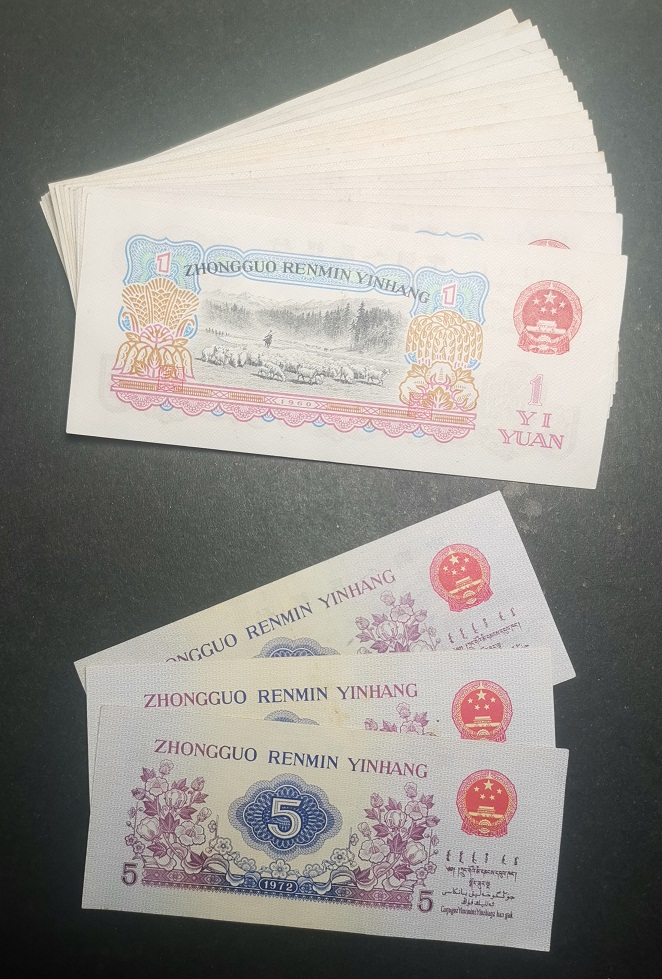 1 ZHONGGUO RENMIN YINHANG 1
1960
1
YI
YUAN
ZHONGGUO RENMIN YINHANG
ZHONGGUO RENMIN YINHANG
ZHONGGUO RENMIN YINHANG
5
5
1972
5